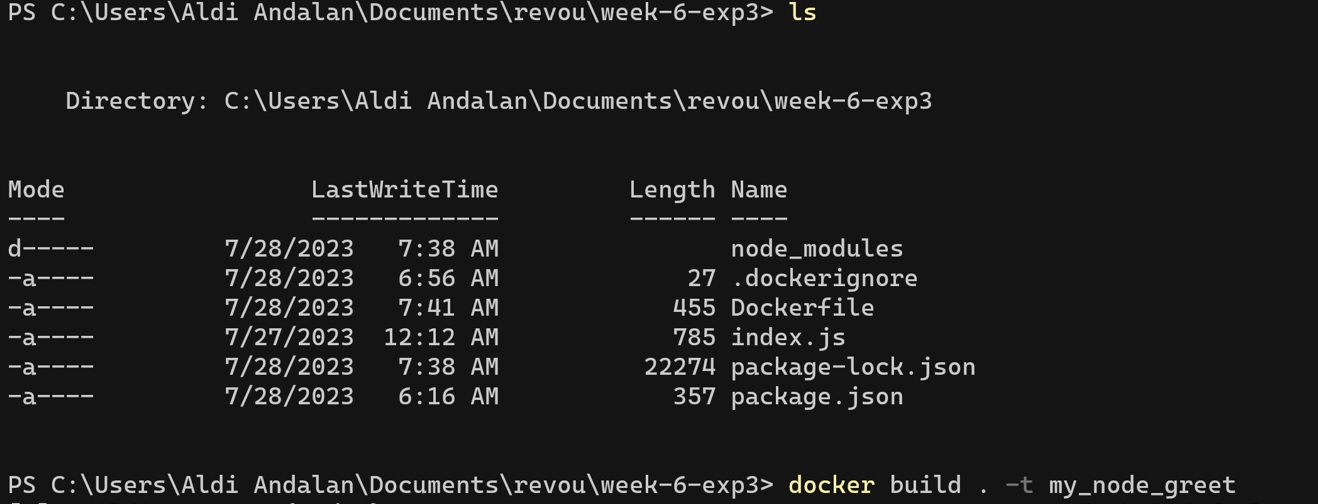 PS C:\Users\Aldi Andalan\Documents\revou\week-6-exp3> ls
Directory: C:\Users\Aldi Andalan\Documents\revou\week-6-exp3
Mode LastWriteTime Length Name
---- ------------- ------ ----
d----- 7/28/2023 7:38 AM node_modules
-a---- 7/28/2023 6:56 AM 27 .dockerignore
-a---- 7/28/2023 7:41 AM 455 Dockerfile
-a---- 7/27/2023 12:12 AM 785 index.js
-a---- 7/28/2023 7:38 AM 22274 package-lock.json
-a---- 7/28/2023 6:16 AM 357 package.json
PS C:\Users\Aldi Andalan\Documents\revou\week-6-exp3> docker build . -t my_node_greet